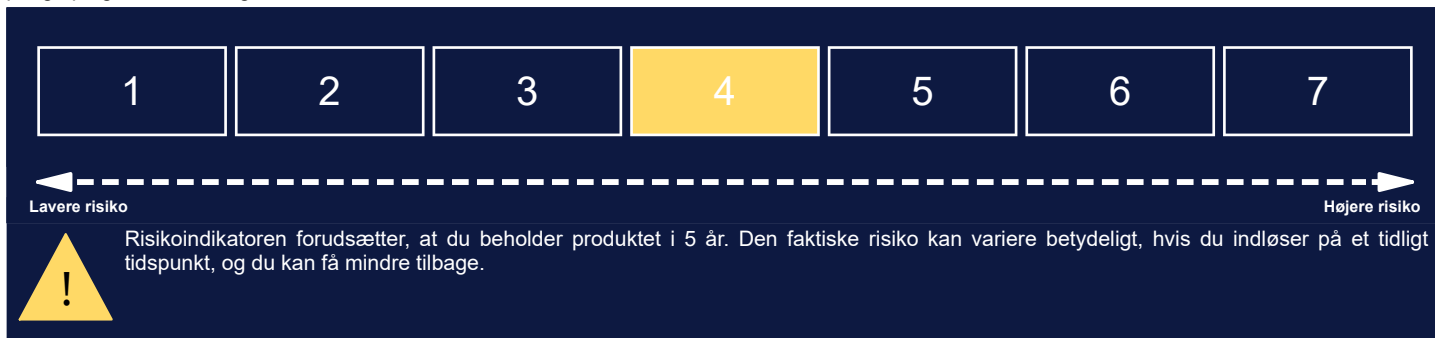 1 2 3 4 5 6 7
Lavere risiko Højere risiko
Risikoindikatoren forudsætter, at du beholder produktet i 5 år. Den faktiske risiko kan variere betydeligt, hvis du indløser på et tidligt
tidspunkt, og du kan få mindre tilbage.
!